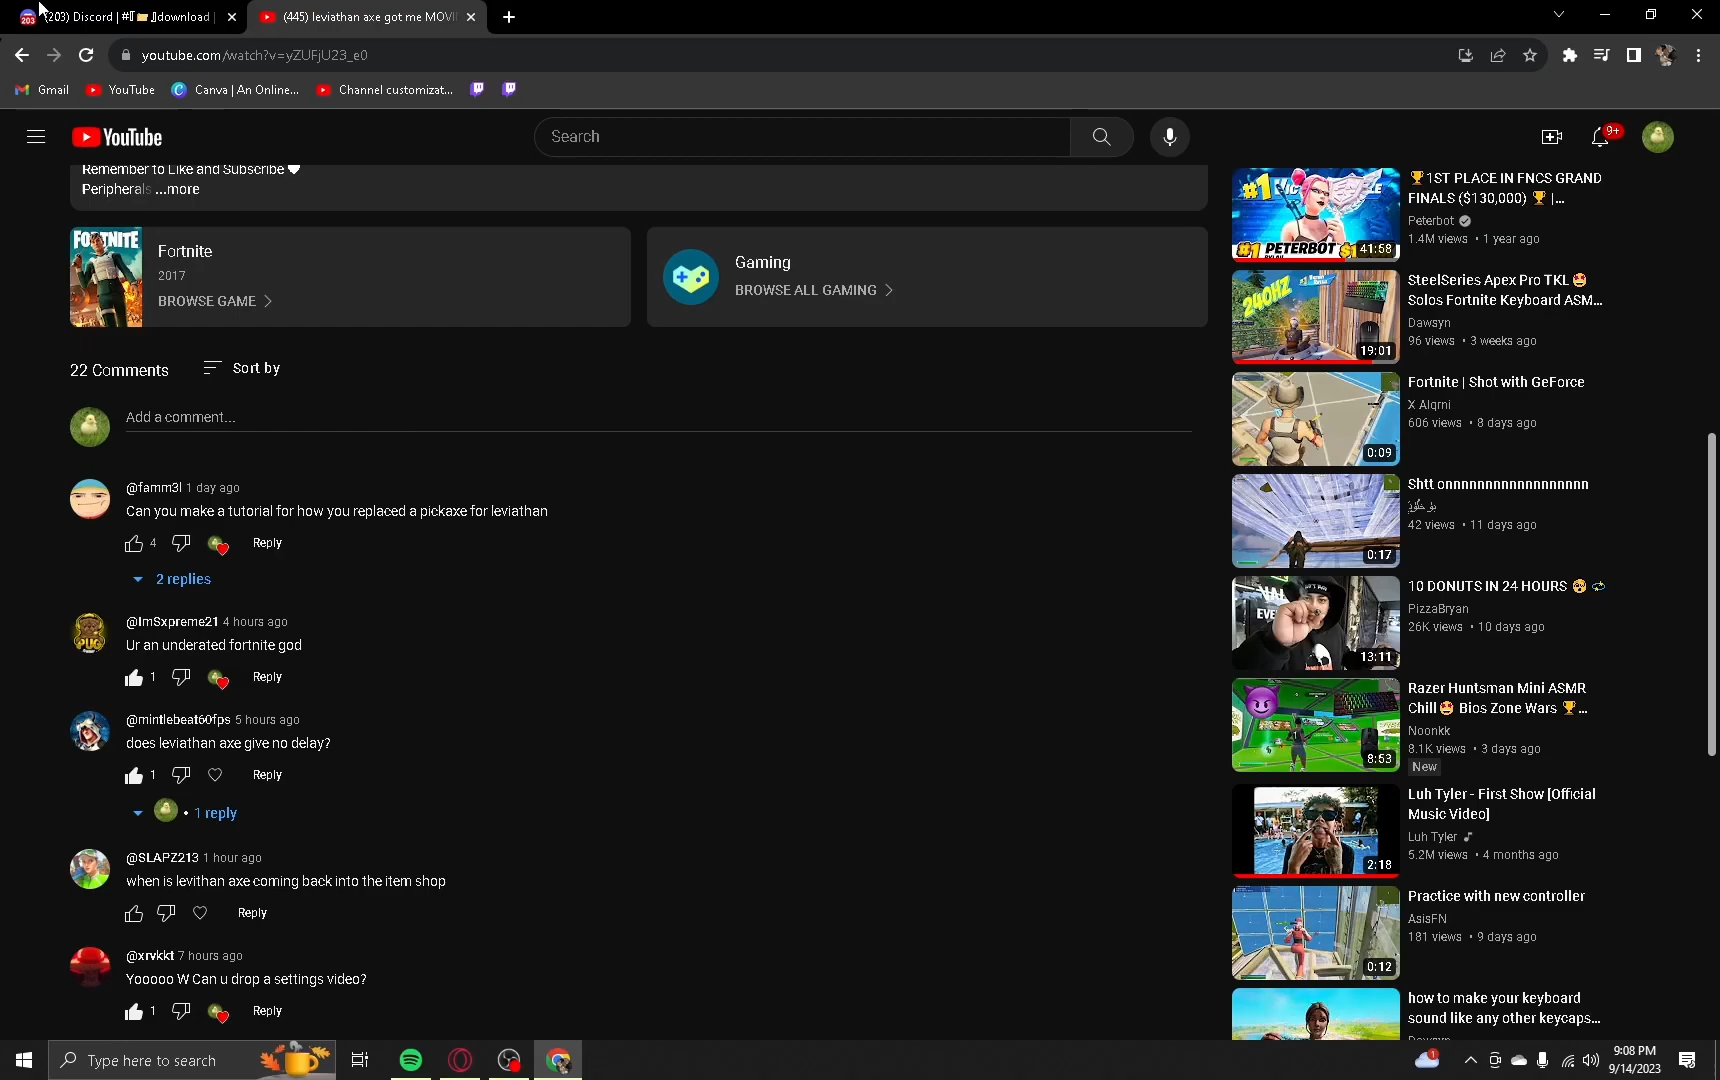 203
(203) Discord | #『📁』download |
(445) leviathan axe got me MOVI
youtube.com/watch?v=yZUFjU23_e0
Gmail
YouTube
Canva | An Online...
Channel customizat...
YouTube
Search
9+
Remember to Like and Subscribe 🖤
Peripherals ...more
FORTNITE
Fortnite
2017
BROWSE GAME
Gaming
BROWSE ALL GAMING
22 Comments
Sort by
Add a comment...
@famm3l 1 day ago
Can you make a tutorial for how you replaced a pickaxe for leviathan
4
Reply
2 replies
@ImSxpreme21 4 hours ago
Ur an underated fortnite god
1
Reply
@mintlebeat60fps 5 hours ago
does leviathan axe give no delay?
1
Reply
• 1 reply
@SLAPZ213 1 hour ago
when is levithan axe coming back into the item shop
Reply
@xrvkkt 7 hours ago
Yooooo W Can u drop a settings video?
1
Reply
#1
#1 PETERBOT
41:58
🏆1ST PLACE IN FNCS GRAND
FINALS ($130,000) 🏆 |...
Peterbot
1.4M views • 1 year ago
240HZ
19:01
SteelSeries Apex Pro TKL🤩
Solos Fortnite Keyboard ASM...
Dawsyn
96 views • 3 weeks ago
0:09
Fortnite | Shot with GeForce
X Alqrni
606 views • 8 days ago
0:17
Shtt onnnnnnnnnnnnnnnnnn
42 views • 11 days ago
13:11
10 DONUTS IN 24 HOURS
PizzaBryan
26K views • 10 days ago
8:53
Razer Huntsman Mini ASMR
Chill🤩 Bios Zone Wars 🏆...
Noonkk
8.1K views • 3 days ago
New
2:18
Luh Tyler - First Show [Official
Music Video]
Luh Tyler
5.2M views • 4 months ago
0:12
Practice with new controller
AsisFN
181 views • 9 days ago
how to make your keyboard
sound like any other keycaps...
Type here to search
1
9:08 PM
9/14/2023